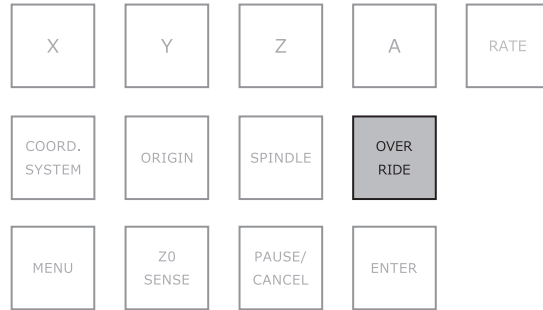 X
Y
Z
A
RATE
COORD.
SYSTEM
ORIGIN
SPINDLE
OVER
RIDE
MENU
Z0
SENSE
PAUSE/
CANCEL
ENTER